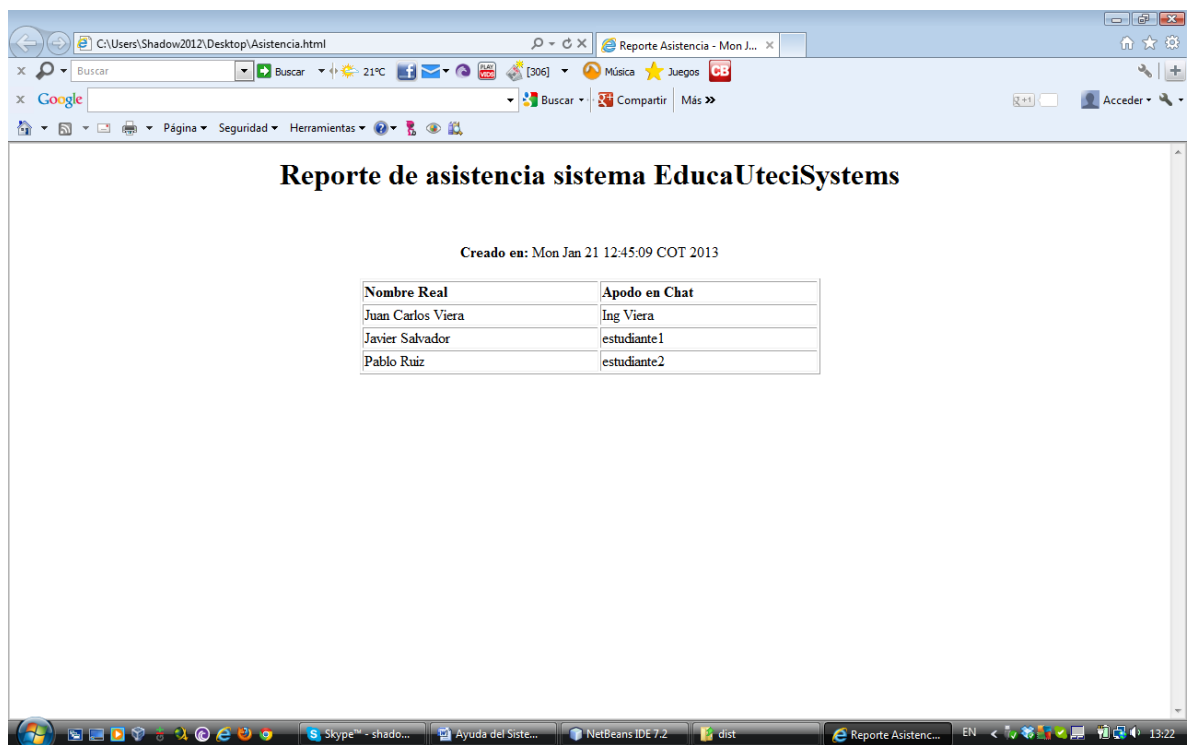 C:\Users\Shadow2012\Desktop\Asistencia.html
Reporte Asistencia - Mon J...
Buscar
Buscar
21°C
PLAY VIDS
[306]
Música
Juegos
CB
Google
Buscar
Compartir
Más »
+1
Acceder
Página
Seguridad
Herramientas
Reporte de asistencia sistema EducaUteciSystems
Creado en: Mon Jan 21 12:45:09 COT 2013
Nombre Real Apodo en Chat
Juan Carlos Viera Ing Viera
Javier Salvador estudiante1
Pablo Ruiz estudiante2
Skype™ - shado...
Ayuda del Siste...
NetBeans IDE 7.2
dist
Reporte Asistenc...
EN
13:22